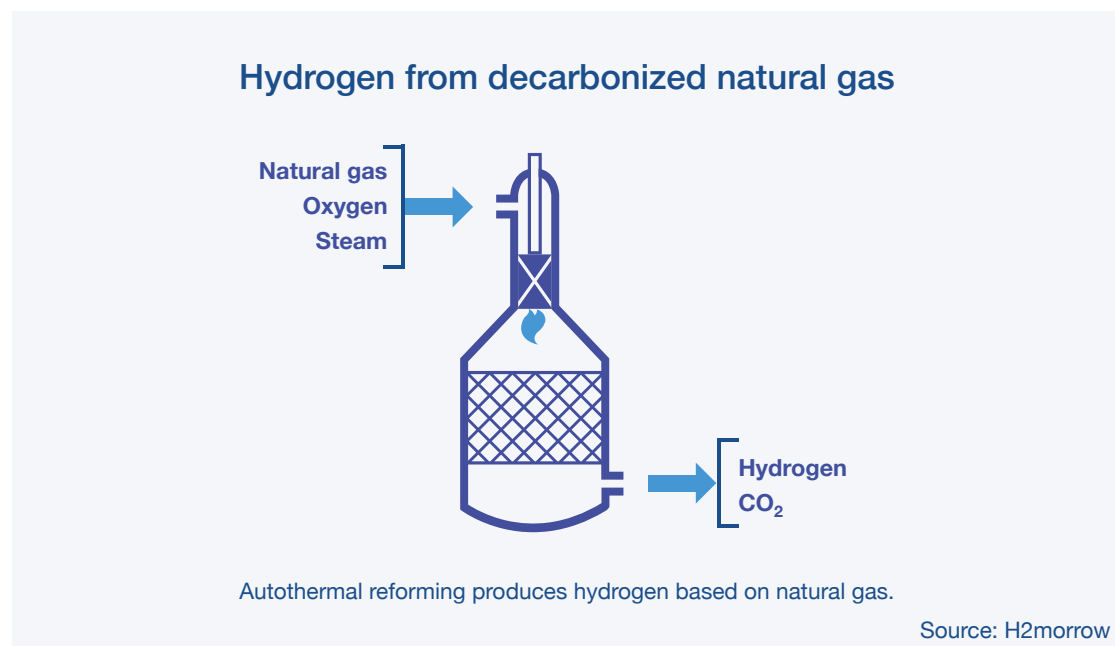 Hydrogen from decarbonized natural gas
Natural gas
Oxygen
Steam
Hydrogen
CO₂
Autothermal reforming produces hydrogen based on natural gas.
Source: H2morrow